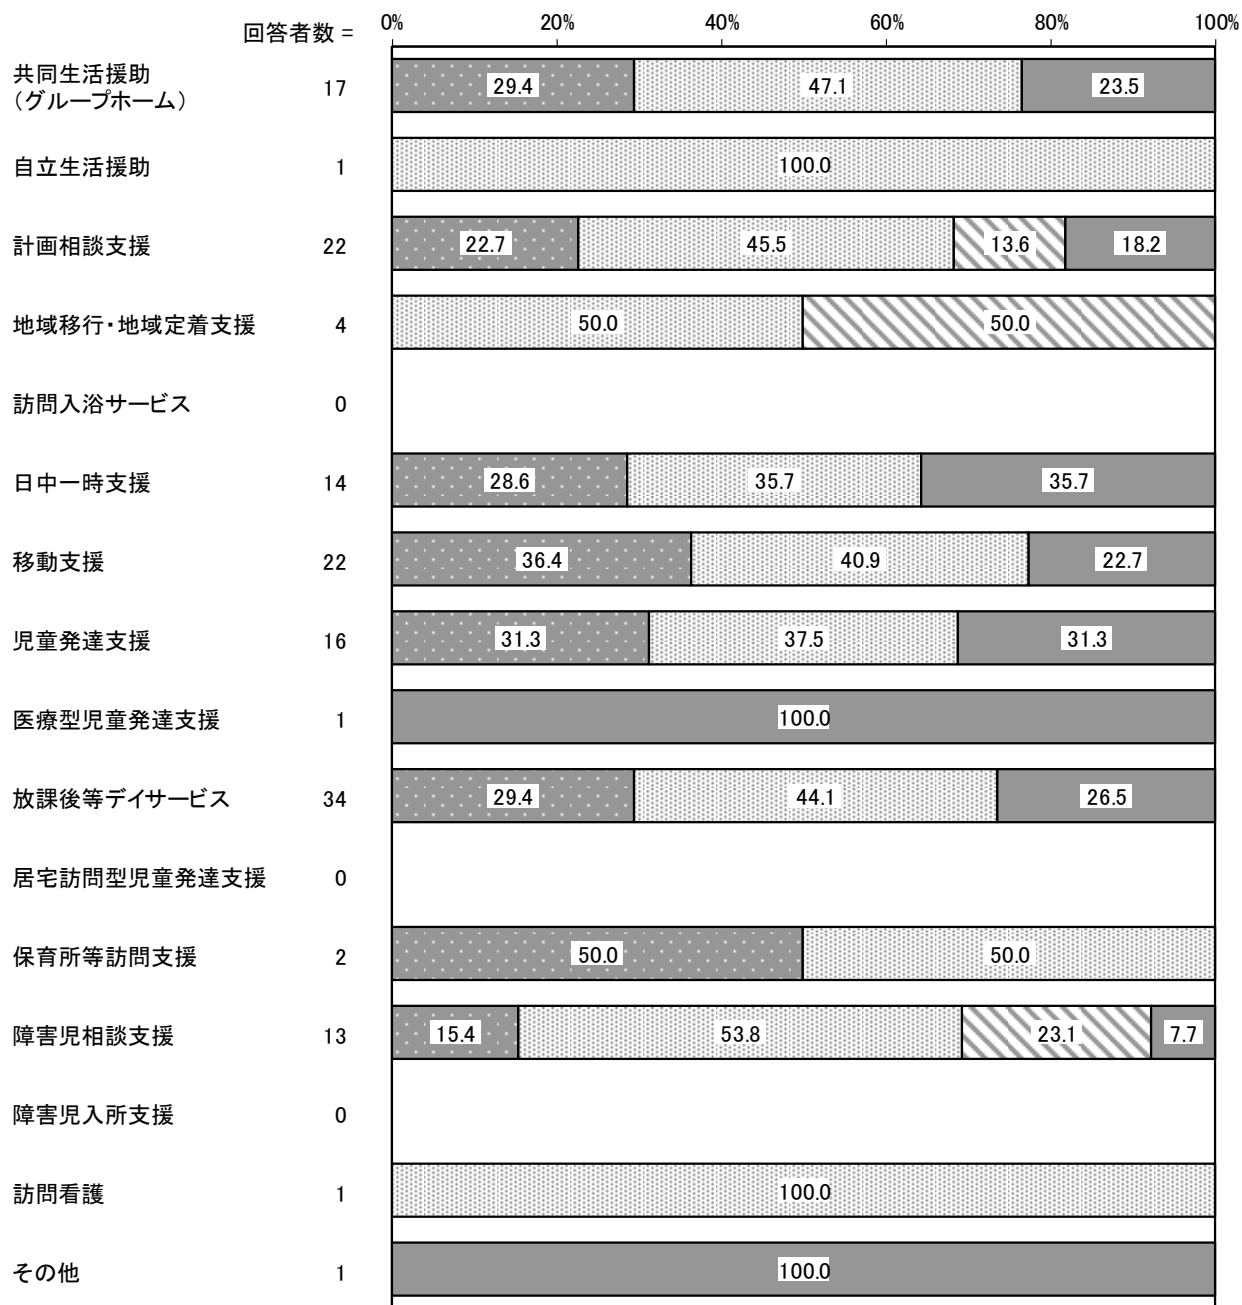 0% 20% 40% 60% 80% 100%
回答者数 =
共同生活援助
（グループホーム） 17 29.4 47.1 23.5
自立生活援助 1 100.0
計画相談支援 22 22.7 45.5 13.6 18.2
地域移行・地域定着支援 4 50.0 50.0
訪問入浴サービス 0
日中一時支援 14 28.6 35.7 35.7
移動支援 22 36.4 40.9 22.7
児童発達支援 16 31.3 37.5 31.3
医療型児童発達支援 1 100.0
放課後等デイサービス 34 29.4 44.1 26.5
居宅訪問型児童発達支援 0
保育所等訪問支援 2 50.0 50.0
障害児相談支援 13 15.4 53.8 23.1 7.7
障害児入所支援 0
訪問看護 1 100.0
その他 1 100.0